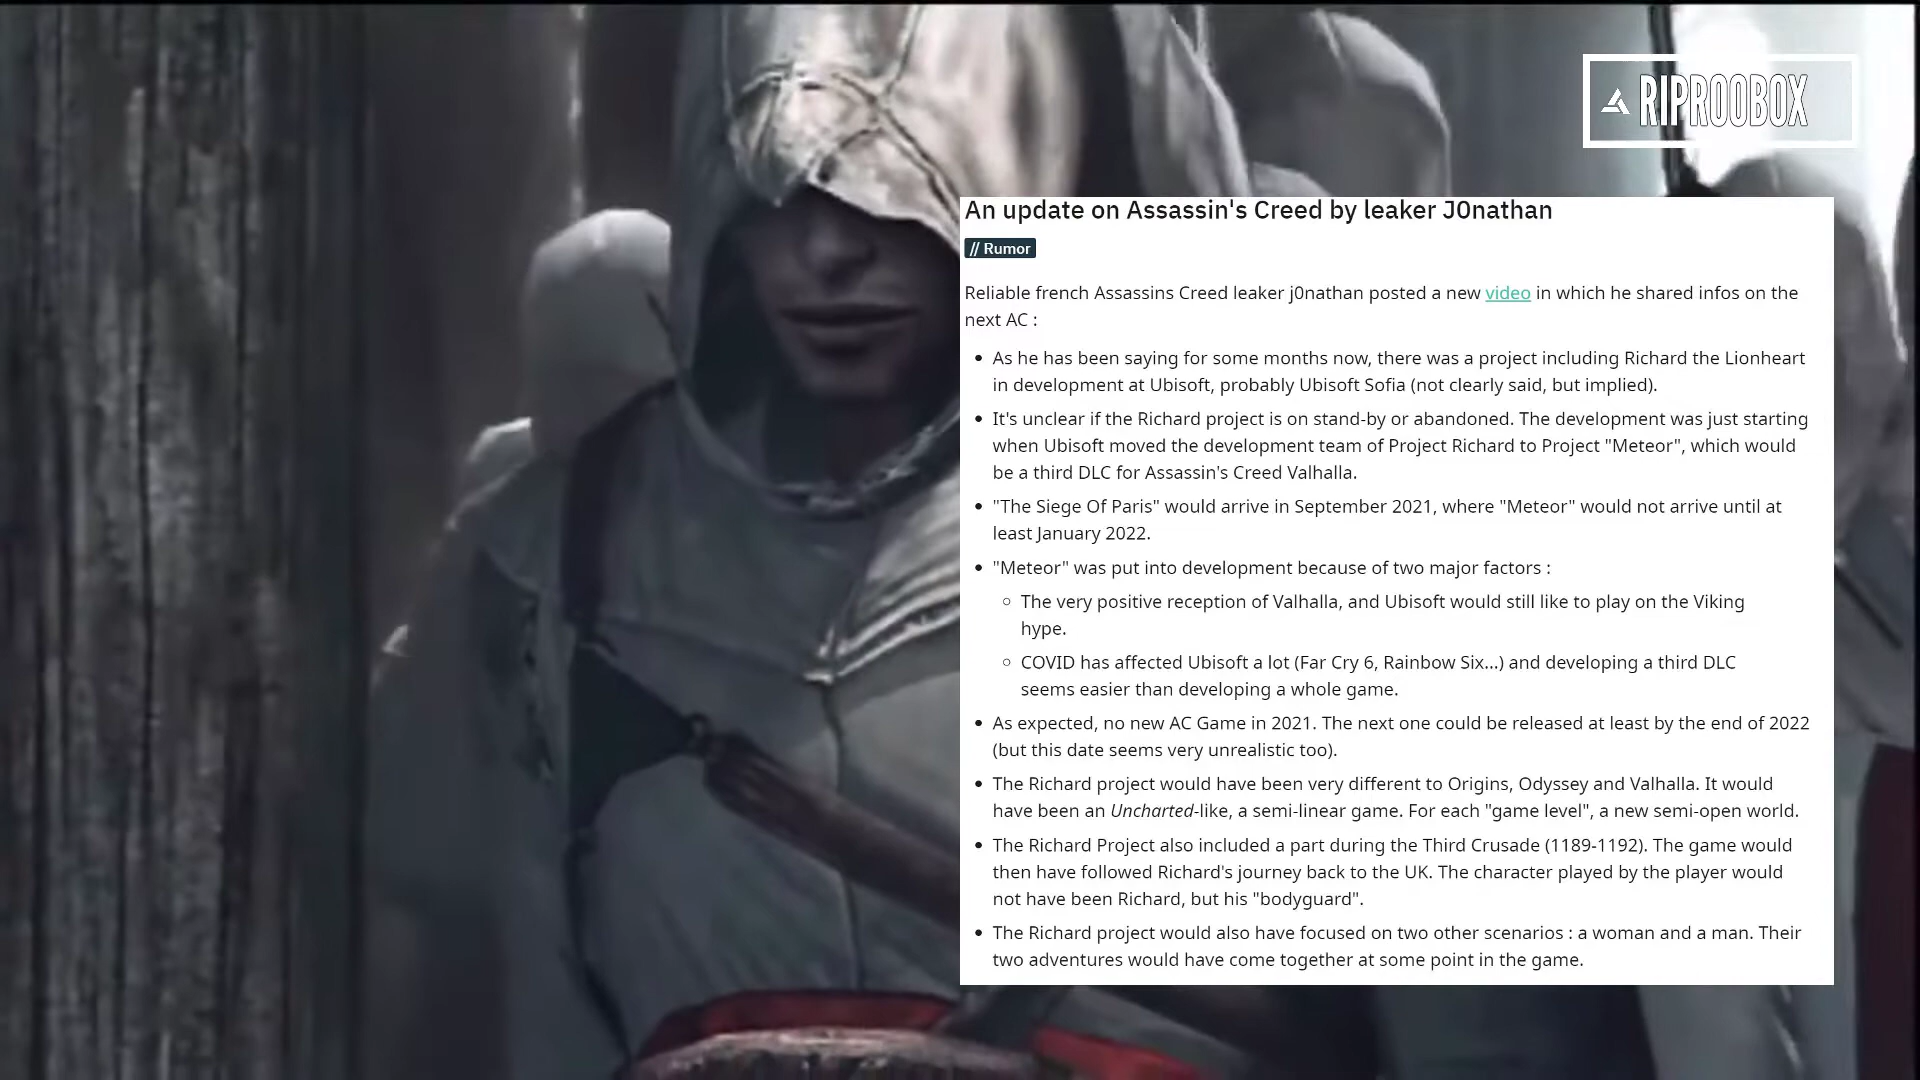 RIPROOBOX
An update on Assassin's Creed by leaker J0nathan
// Rumor
Reliable french Assassins Creed leaker j0nathan posted a new video in which he shared infos on the
next AC :
• As he has been saying for some months now, there was a project including Richard the Lionheart
in development at Ubisoft, probably Ubisoft Sofia (not clearly said, but implied).
• It's unclear if the Richard project is on stand-by or abandoned. The development was just starting
when Ubisoft moved the development team of Project Richard to Project "Meteor", which would
be a third DLC for Assassin's Creed Valhalla.
• "The Siege Of Paris" would arrive in September 2021, where "Meteor" would not arrive until at
least January 2022.
• "Meteor" was put into development because of two major factors :
◦ The very positive reception of Valhalla, and Ubisoft would still like to play on the Viking
hype.
◦ COVID has affected Ubisoft a lot (Far Cry 6, Rainbow Six...) and developing a third DLC
seems easier than developing a whole game.
• As expected, no new AC Game in 2021. The next one could be released at least by the end of 2022
(but this date seems very unrealistic too).
• The Richard project would have been very different to Origins, Odyssey and Valhalla. It would
have been an Uncharted-like, a semi-linear game. For each "game level", a new semi-open world.
• The Richard Project also included a part during the Third Crusade (1189-1192). The game would
then have followed Richard's journey back to the UK. The character played by the player would
not have been Richard, but his "bodyguard".
• The Richard project would also have focused on two other scenarios : a woman and a man. Their
two adventures would have come together at some point in the game.